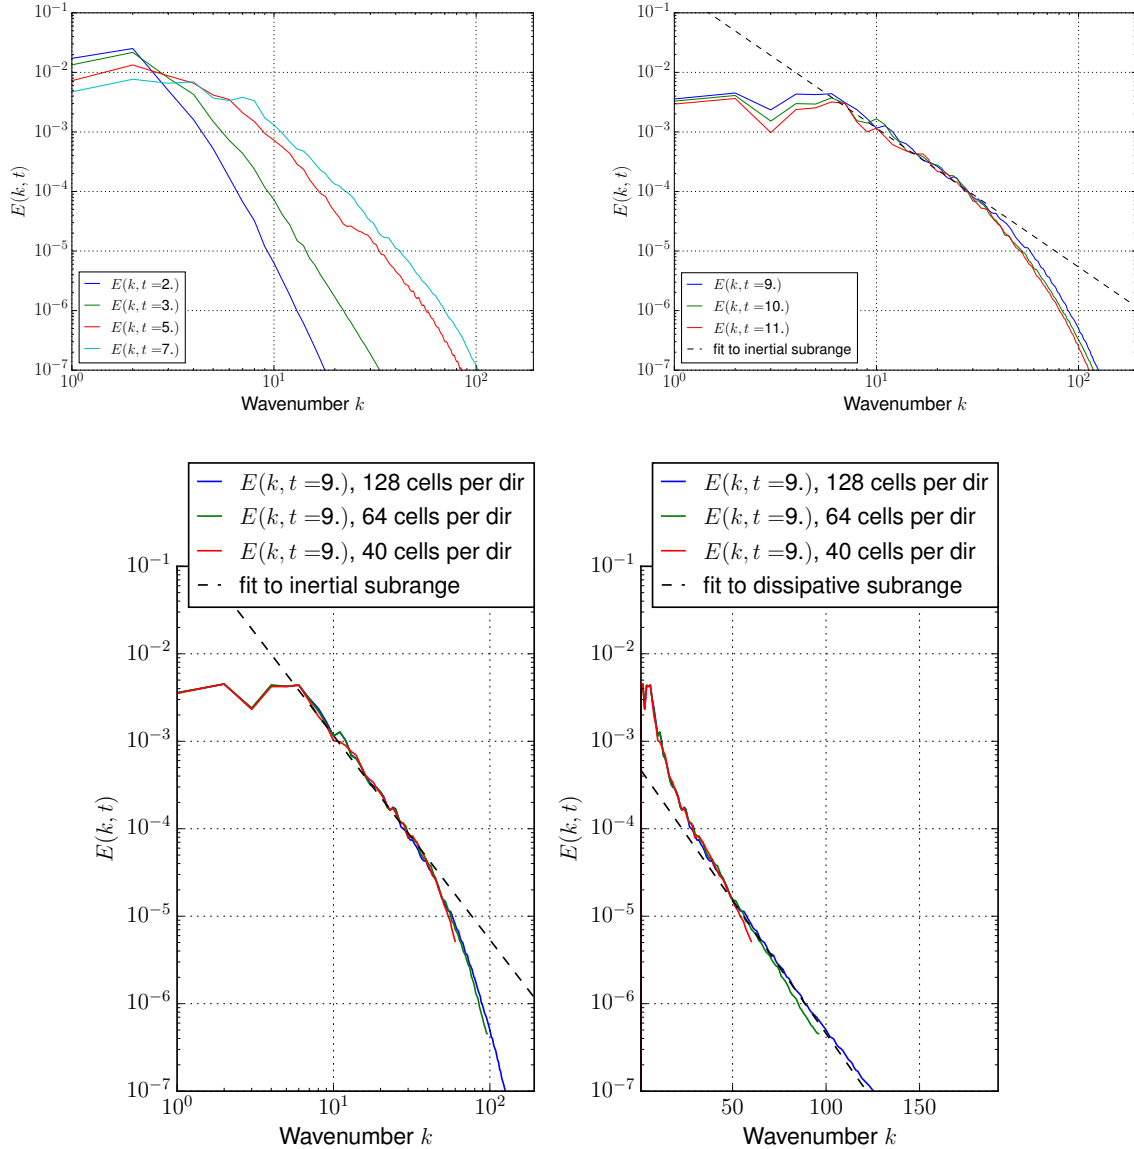 10^{-1}
10^{-2}
10^{-3}
10^{-4}
10^{-5}
10^{-6}
10^{-7}
E(k, t)
E(k, t =2.)
E(k, t =3.)
E(k, t =5.)
E(k, t =7.)
10^{0} 10^{1} 10^{2}
Wavenumber k
10^{-1}
10^{-2}
10^{-3}
10^{-4}
10^{-5}
10^{-6}
10^{-7}
E(k, t)
E(k, t =9.)
E(k, t =10.)
E(k, t =11.)
fit to inertial subrange
10^{0} 10^{1} 10^{2}
Wavenumber k
E(k, t =9.), 128 cells per dir
E(k, t =9.), 64 cells per dir
E(k, t =9.), 40 cells per dir
fit to inertial subrange
10^{-1}
10^{-2}
10^{-3}
10^{-4}
10^{-5}
10^{-6}
10^{-7}
E(k, t)
10^{0} 10^{1} 10^{2}
Wavenumber k
E(k, t =9.), 128 cells per dir
E(k, t =9.), 64 cells per dir
E(k, t =9.), 40 cells per dir
fit to dissipative subrange
10^{-1}
10^{-2}
10^{-3}
10^{-4}
10^{-5}
10^{-6}
10^{-7}
E(k, t)
50 100 150
Wavenumber k